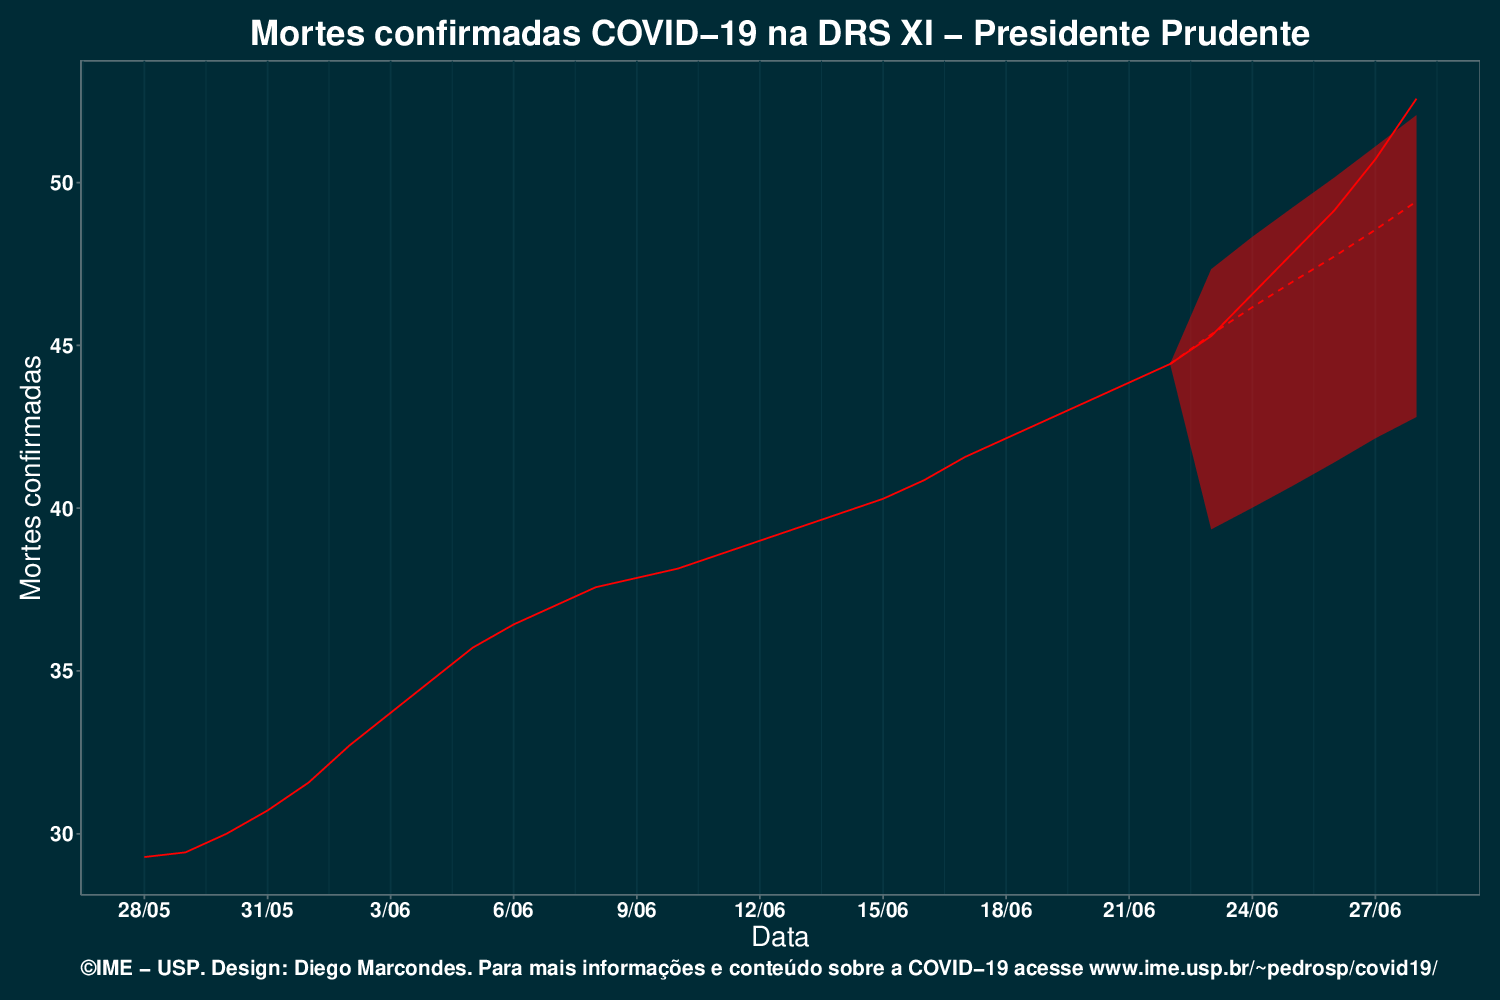 Mortes confirmadas COVID−19 na DRS XI − Presidente Prudente
Mortes confirmadas
50
45
40
35
30
28/05 31/05 3/06 6/06 9/06 12/06 15/06 18/06 21/06 24/06 27/06
Data
©IME − USP. Design: Diego Marcondes. Para mais informações e conteúdo sobre a COVID−19 acesse www.ime.usp.br/~pedrosp/covid19/